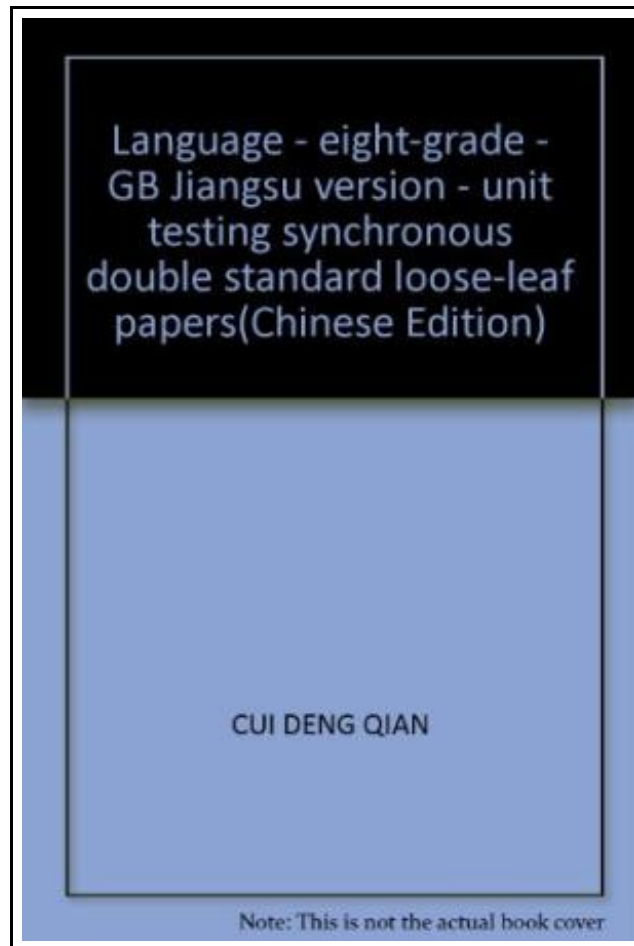 Language - eight-grade -
GB Jiangsu version - unit
testing synchronous
double standard loose-leaf
papers(Chinese Edition)
CUI DENG QIAN
Note: This is not the actual book cover